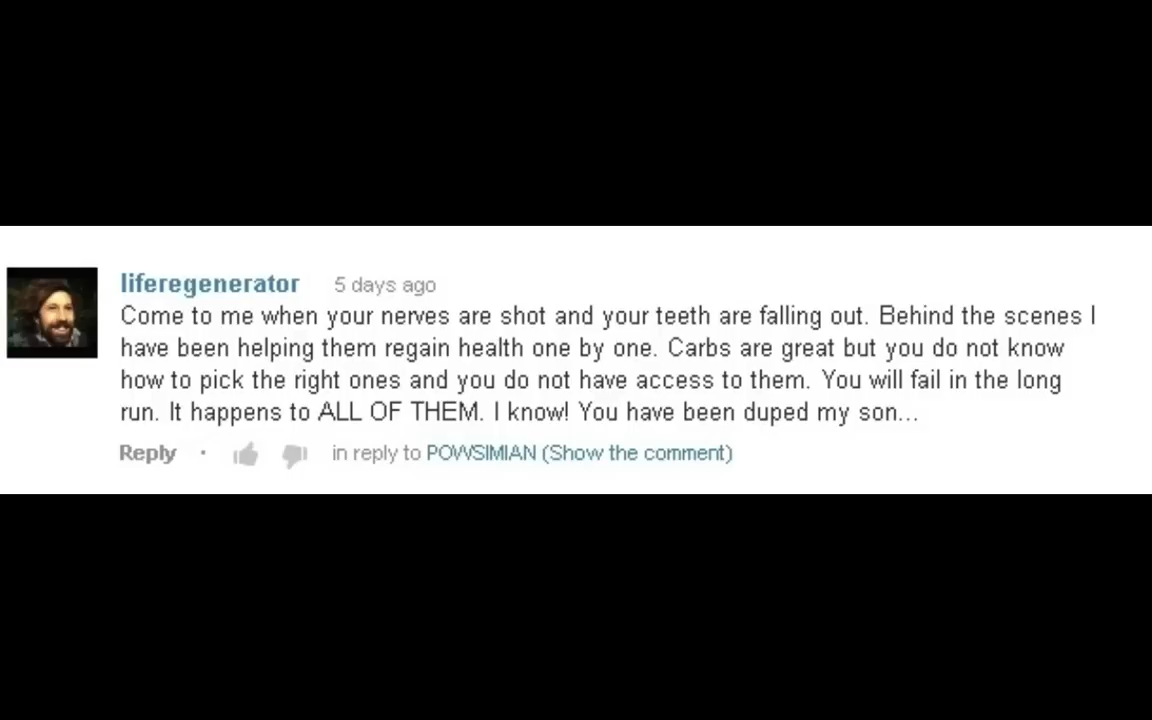 liferegenerator 5 days ago
Come to me when your nerves are shot and your teeth are falling out. Behind the scenes I
have been helping them regain health one by one. Carbs are great but you do not know
how to pick the right ones and you do not have access to them. You will fail in the long
run. It happens to ALL OF THEM. I know! You have been duped my son...
Reply · in reply to POWSIMIAN (Show the comment)